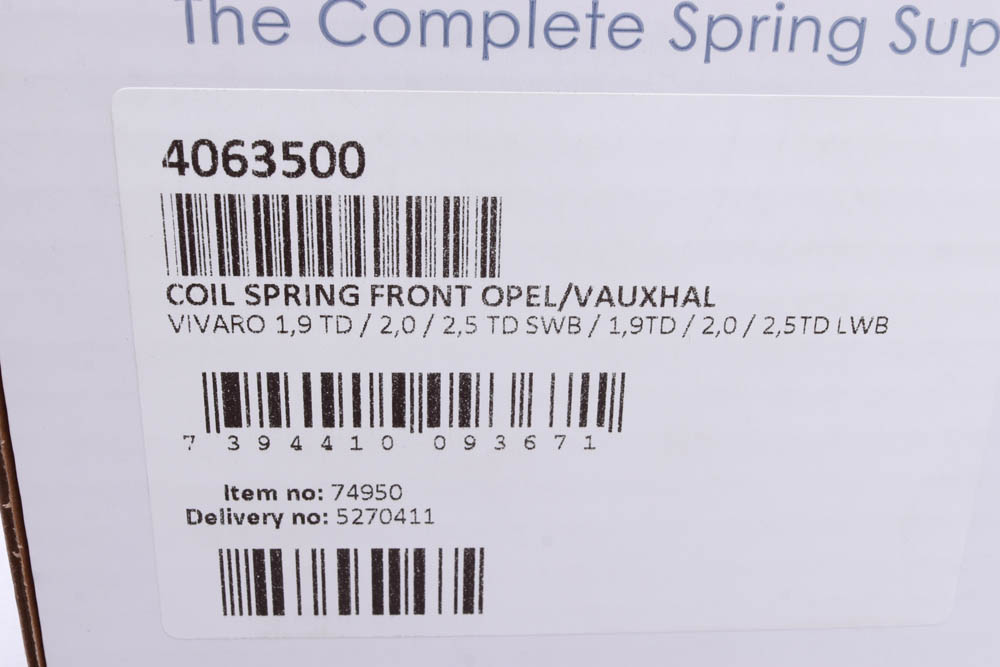 The Complete Spring Sup
4063500
COIL SPRING FRONT OPEL/VAUXHAL
VIVARO 1,9 TD / 2,0 / 2,5 TD SWB / 1,9TD / 2,0 / 2,5TD LWB
7 394410 093671
Item no: 74950
Delivery no: 5270411